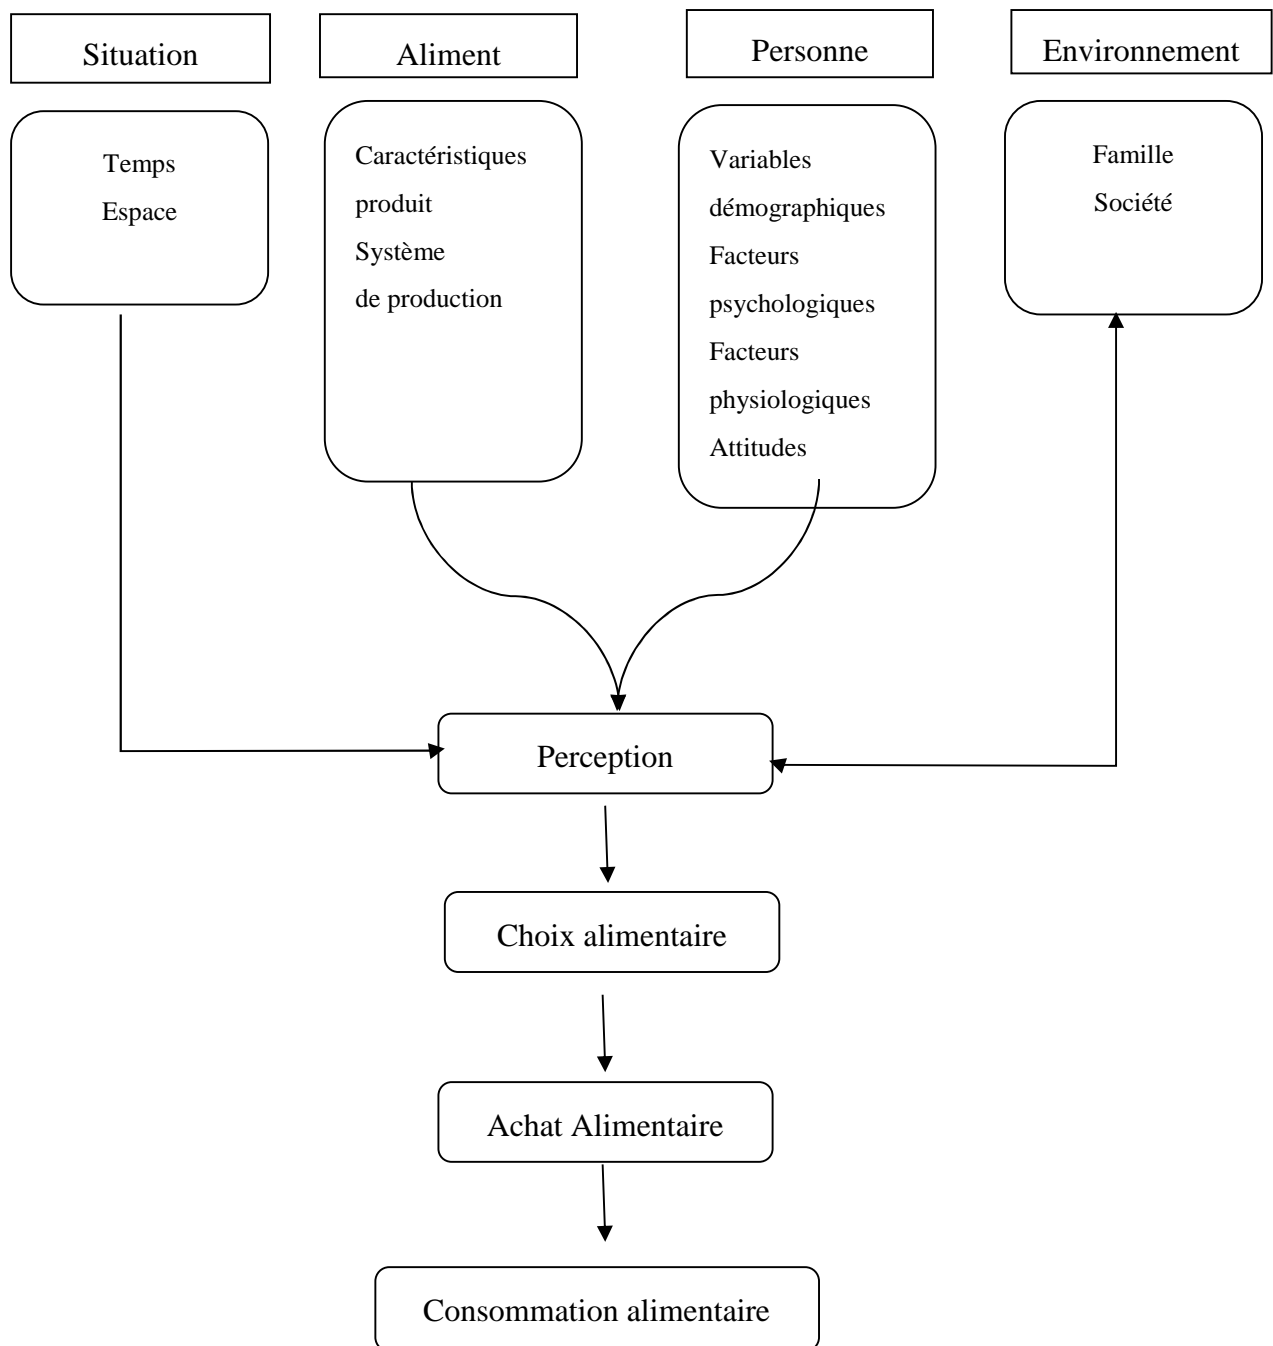 Situation
Aliment
Personne
Environnement
Temps
Espace
Caractéristiques
produit
Système
de production
Variables
démographiques
Facteurs
psychologiques
Facteurs
physiologiques
Attitudes
Famille
Société
Perception
Choix alimentaire
Achat Alimentaire
Consommation alimentaire